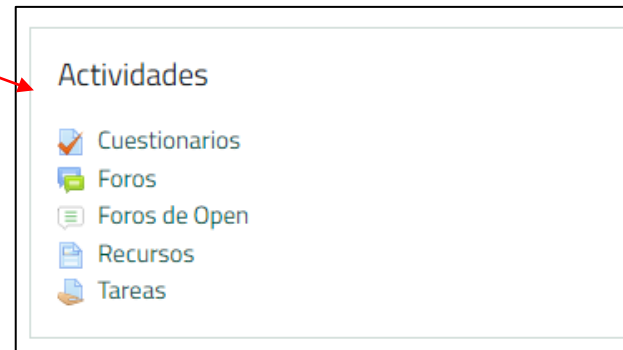 Actividades
Cuestionarios
Foros
Foros de Open
Recursos
Tareas